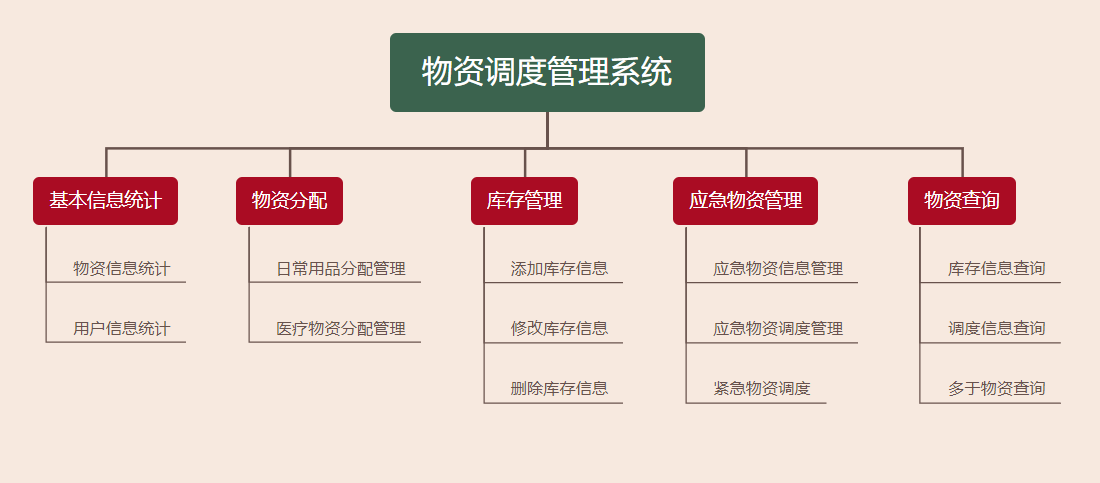 物资调度管理系统
基本信息统计
物资信息统计
用户信息统计
物资分配
日常用品分配管理
医疗物资分配管理
库存管理
添加库存信息
修改库存信息
删除库存信息
应急物资管理
应急物资信息管理
应急物资调度管理
紧急物资调度
物资查询
库存信息查询
调度信息查询
多于物资查询